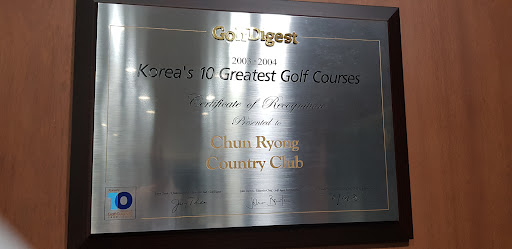 Golf Digest
2003-2004
Korea's 10 Greatest Golf Courses
Certificate of Recognition
Presented to
Chun Ryong
Country Club
10